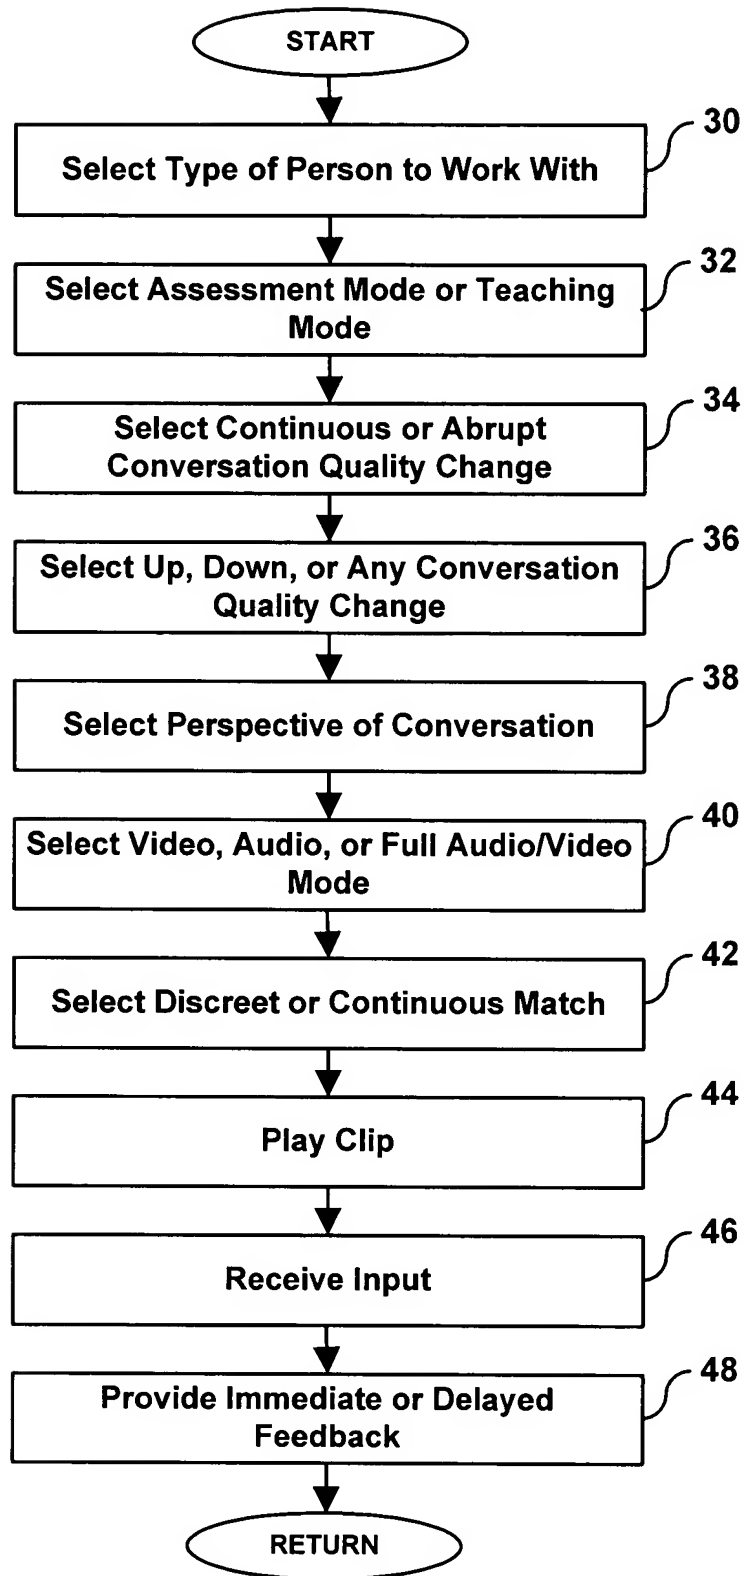 START
30
Select Type of Person to Work With
32
Select Assessment Mode or Teaching
Mode
34
Select Continuous or Abrupt
Conversation Quality Change
36
Select Up, Down, or Any Conversation
Quality Change
38
Select Perspective of Conversation
40
Select Video, Audio, or Full Audio/Video
Mode
42
Select Discreet or Continuous Match
44
Play Clip
46
Receive Input
48
Provide Immediate or Delayed
Feedback
RETURN